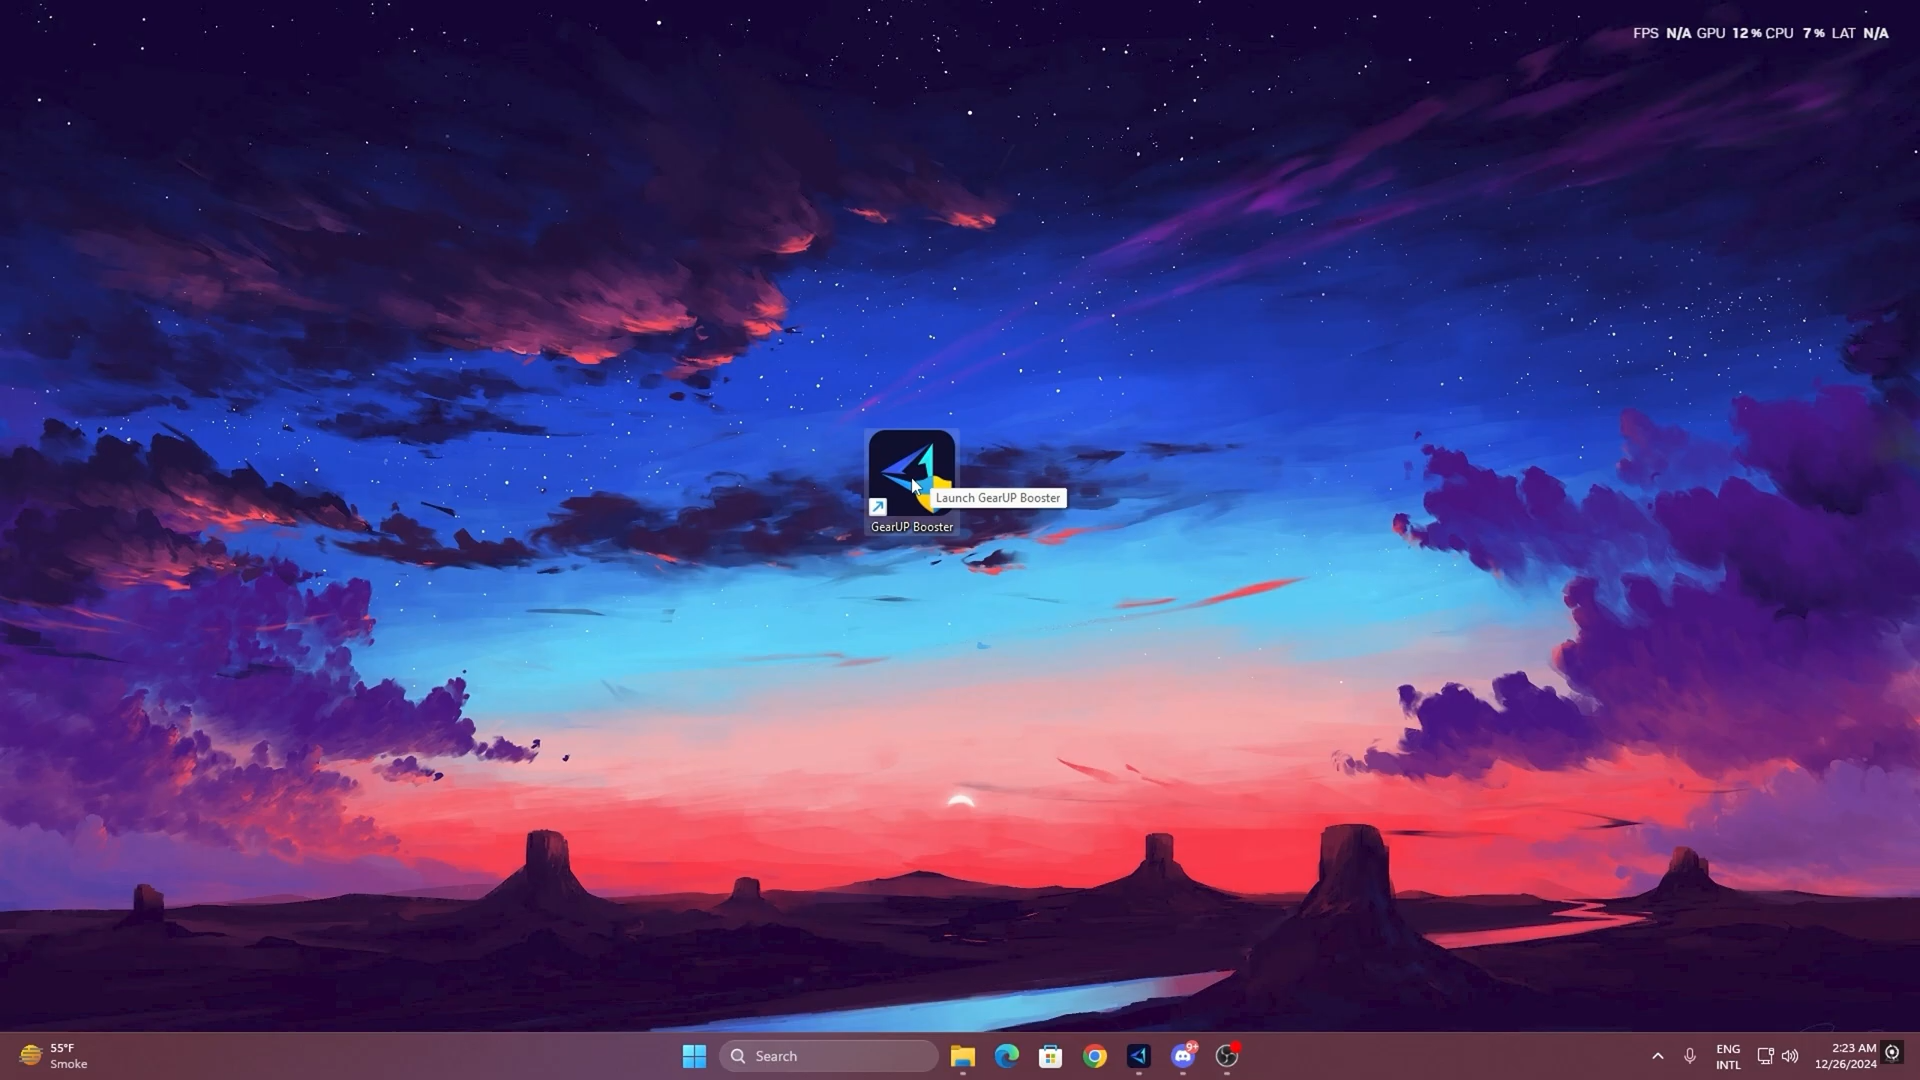 FPS N/A GPU 12 % CPU 7 % LAT N/A
Launch GearUP Booster
GearUP Booster
55°F
Smoke
Search
9+
ENG
INTL
2:23 AM
12/26/2024